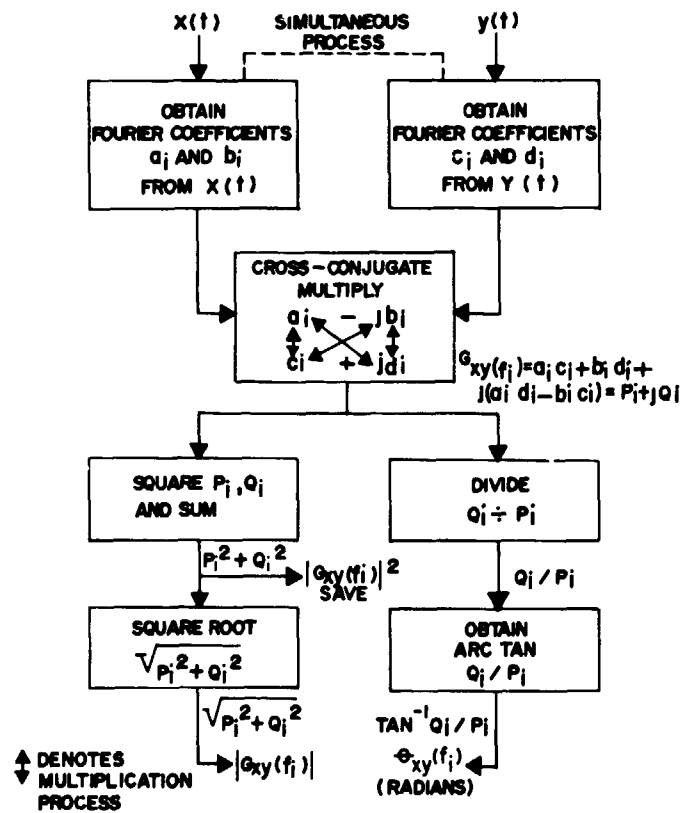 X(t)
SIMULTANEOUS
PROCESS
y(t)
OBTAIN
FOURIER COEFFICIENTS
ai AND bi
FROM X(t)
OBTAIN
FOURIER COEFFICIENTS
ci AND di
FROM Y (t)
CROSS-CONJUGATE
MULTIPLY
ai - jbi
ci + jdi
Gxy(fi)=ai ci+bi di+
j(ai di-bi ci)=Pi+jQi
SQUARE Pi,Qi
AND SUM
DIVIDE
Qi÷Pi
Pi²+Qi²
|Gxy(fi)|²
SAVE
Qi/Pi
SQUARE ROOT
√Pi²+Qi²
OBTAIN
ARC TAN
Qi/Pi
√Pi²+Qi²
|Gxy(fi)|
TAN⁻¹ Qi/Pi
Θxy(fi)
(RADIANS)
DENOTES
MULTIPLICATION
PROCESS